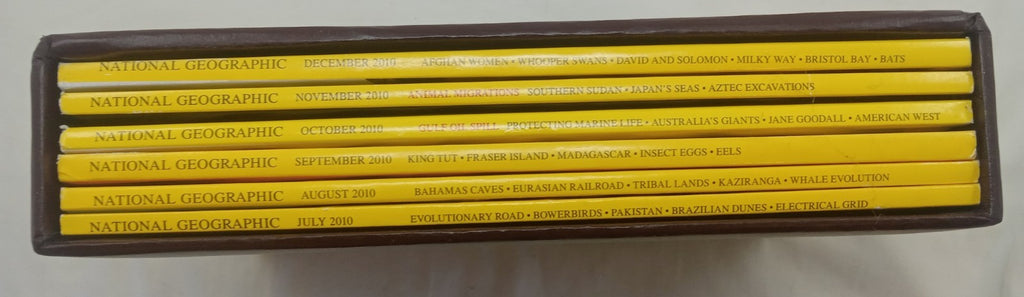 NATIONAL GEOGRAPHIC DECEMBER 2010 AFGHAN WOMEN • WHOOPER SWANS • DAVID AND SOLOMON • MILKY WAY • BRISTOL BAY • BATS
NATIONAL GEOGRAPHIC NOVEMBER 2010 ANIMAL MIGRATIONS SOUTHERN SUDAN • JAPAN'S SEAS • AZTEC EXCAVATIONS
NATIONAL GEOGRAPHIC OCTOBER 2010 GULF OIL SPILL PROTECTING MARINE LIFE • AUSTRALIA'S GIANTS • JANE GOODALL • AMERICAN WEST
NATIONAL GEOGRAPHIC SEPTEMBER 2010 KING TUT • FRASER ISLAND • MADAGASCAR • INSECT EGGS • EELS
NATIONAL GEOGRAPHIC AUGUST 2010 BAHAMAS CAVES • EURASIAN RAILROAD • TRIBAL LANDS • KAZIRANGA • WHALE EVOLUTION
NATIONAL GEOGRAPHIC JULY 2010 EVOLUTIONARY ROAD • BOWERBIRDS • PAKISTAN • BRAZILIAN DUNES • ELECTRICAL GRID